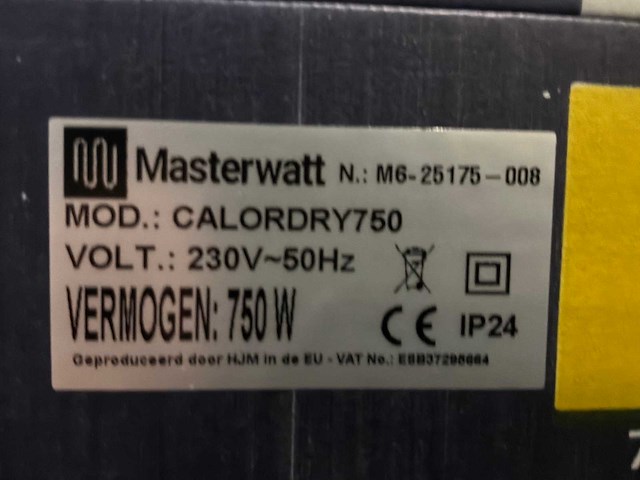 Masterwatt N.: M6-25175-008
MOD.: CALORDRY750
VOLT.: 230V~50Hz
VERMOGEN: 750 W
CE IP24
Geproduceerd door HJM in de EU - VAT No.: